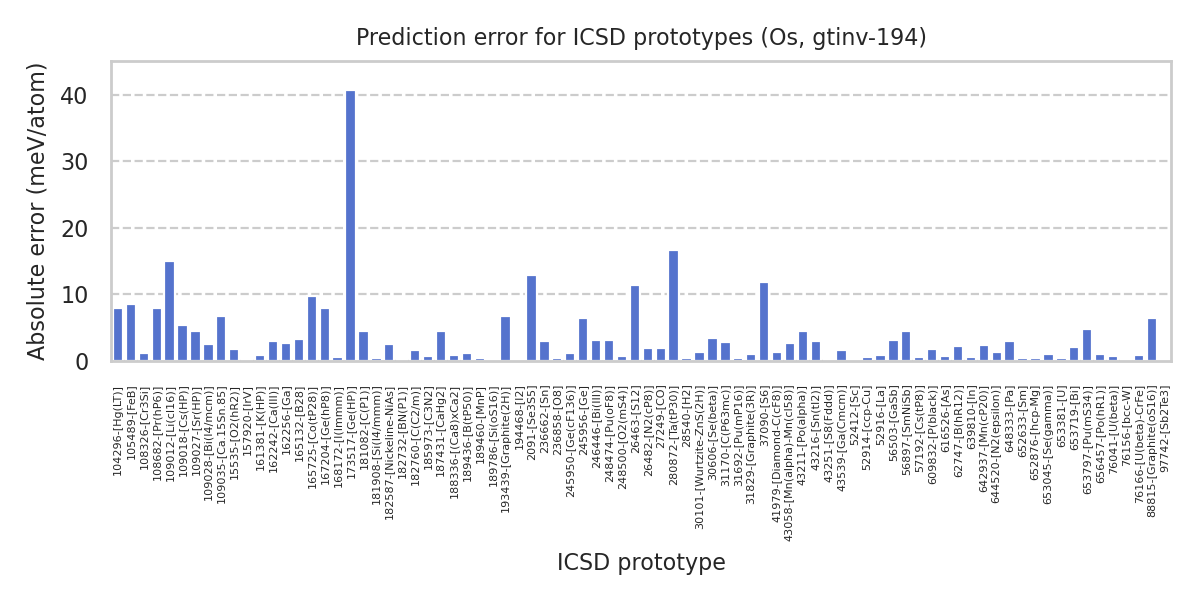 Prediction error for ICSD prototypes (Os, gtinv-194)
Absolute error (meV/atom)
40
30
20
10
0
104296-[Hg(LT)]
105489-[FeB]
108326-[Cr3Si]
108682-[Pr(hP6)]
109012-[Li(cI16)]
109018-[Cs(HP)]
109027-[Sr(HP)]
109028-[Bi(I4/mcm)]
109035-[Ca.15Sn.85]
15535-[O2(hR2)]
157920-[IrV]
161381-[K(HP)]
162242-[Ca(III)]
162256-[Ga]
165132-[B28]
165725-[Co(tP28)]
167204-[Ge(hP8)]
168172-[I(Immm)]
173517-[Ge(HP)]
181082-[C(P1)]
181908-[Si(I4/mmm)]
182587-[Nickeline-NiAs]
182732-[BN(P1)]
182760-[C(C2/m)]
185973-[C3N2]
187431-[CaHg2]
188336-[(Ca8)xCa2]
189436-[B(tP50)]
189460-[MnP]
189786-[Si(oS16)]
193439-[Graphite(2H)]
194468-[I2]
2091-[Se3S5]
236662-[Sn]
236858-[O8]
245950-[Ge(cF136)]
245956-[Ge]
246446-[Bi(III)]
248474-[Pu(oF8)]
248500-[O2(mS4)]
26463-[S12]
26482-[N2(cP8)]
27249-[CO]
280872-[Ta(tP30)]
28540-[H2]
30101-[Wurtzite-ZnS(2H)]
30606-[Se(beta)]
31170-[C(P63mc)]
31692-[Pu(mP16)]
31829-[Graphite(3R)]
37090-[S6]
41979-[Diamond-C(cF8)]
43058-[Mn(alpha)-Mn(cI58)]
43211-[Po(alpha)]
43216-[Sn(tI2)]
43251-[S8(Fddd)]
43539-[Ga(Cmcm)]
52412-[Sc]
52914-[ccp-Cu]
52916-[La]
56503-[GaSb]
56897-[SmNiSb]
57192-[Cs(tP8)]
609832-[P(black)]
616526-[As]
62747-[B(hR12)]
639810-[In]
642937-[Mn(cP20)]
644520-[N2(epsilon)]
648333-[Pa]
652633-[Sm]
652876-[hcp-Mg]
653045-[Se(gamma)]
653381-[U]
653719-[Bi]
653797-[Pu(mS34)]
656457-[Po(hR1)]
76041-[U(beta)]
76156-[bcc-W]
76166-[U(beta)-CrFe]
88815-[Graphite(oS16)]
97742-[Sb2Te3]
ICSD prototype